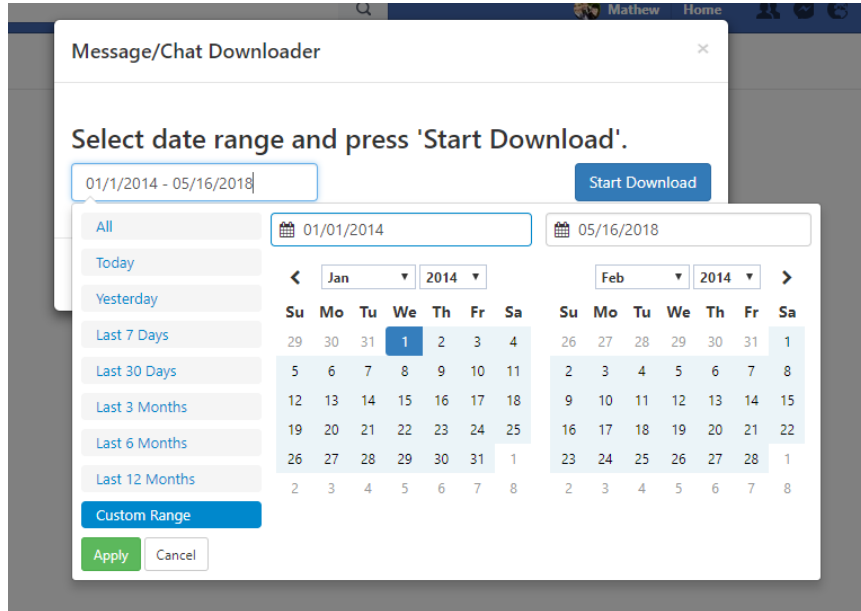 Mathew Home
Message/Chat Downloader ×
Select date range and press 'Start Download'.
01/1/2014 - 05/16/2018
Start Download
All
Today
Yesterday
Last 7 Days
Last 30 Days
Last 3 Months
Last 6 Months
Last 12 Months
Custom Range
Apply Cancel
01/01/2014
Jan 2014
Su Mo Tu We Th Fr Sa
29 30 31 1 2 3 4
5 6 7 8 9 10 11
12 13 14 15 16 17 18
19 20 21 22 23 24 25
26 27 28 29 30 31 1
2 3 4 5 6 7 8
05/16/2018
Feb 2014
Su Mo Tu We Th Fr Sa
26 27 28 29 30 31 1
2 3 4 5 6 7 8
9 10 11 12 13 14 15
16 17 18 19 20 21 22
23 24 25 26 27 28 1
2 3 4 5 6 7 8